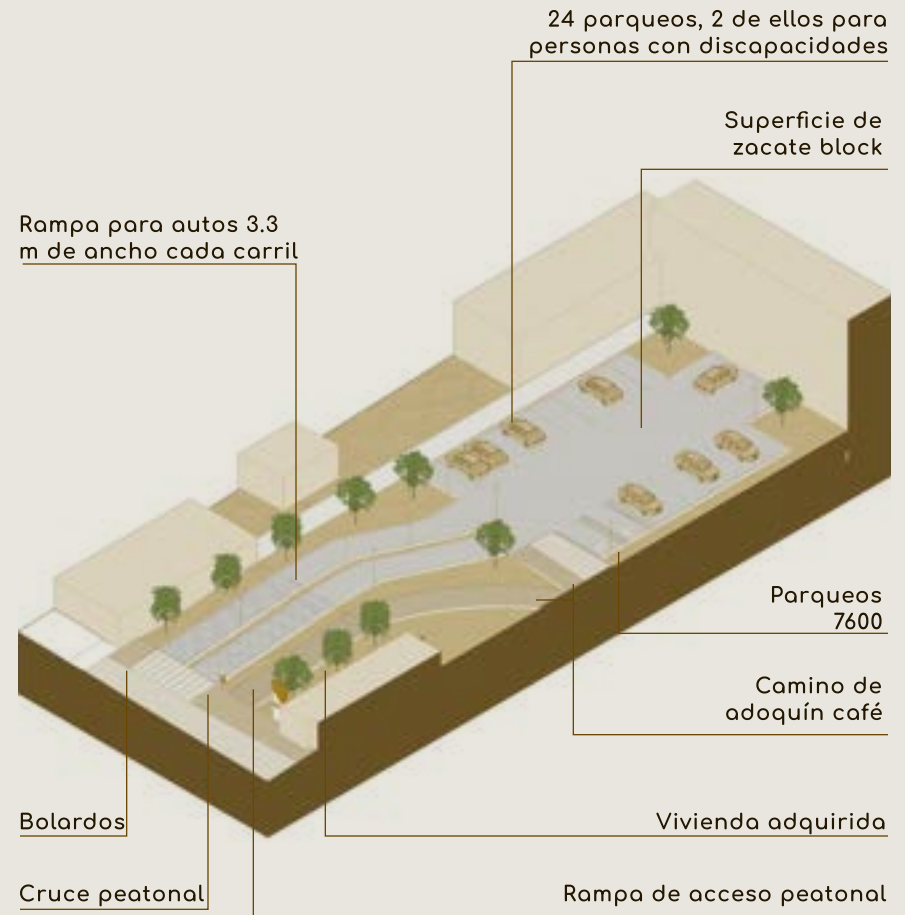 24 parqueos, 2 de ellos para
personas con discapacidades
Superficie de
zacate block
Rampa para autos 3.3
m de ancho cada carril
Parqueos
7600
Camino de
adoquín café
Bolardos
Vivienda adquirida
Cruce peatonal
Rampa de acceso peatonal